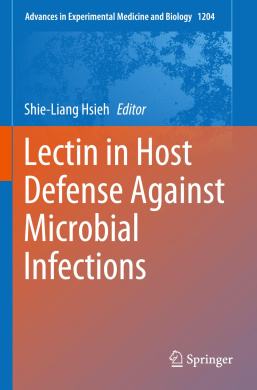 Advances in Experimental Medicine and Biology 1204
Shie-Liang Hsieh Editor
Lectin in Host
Defense Against
Microbial
Infections
Springer